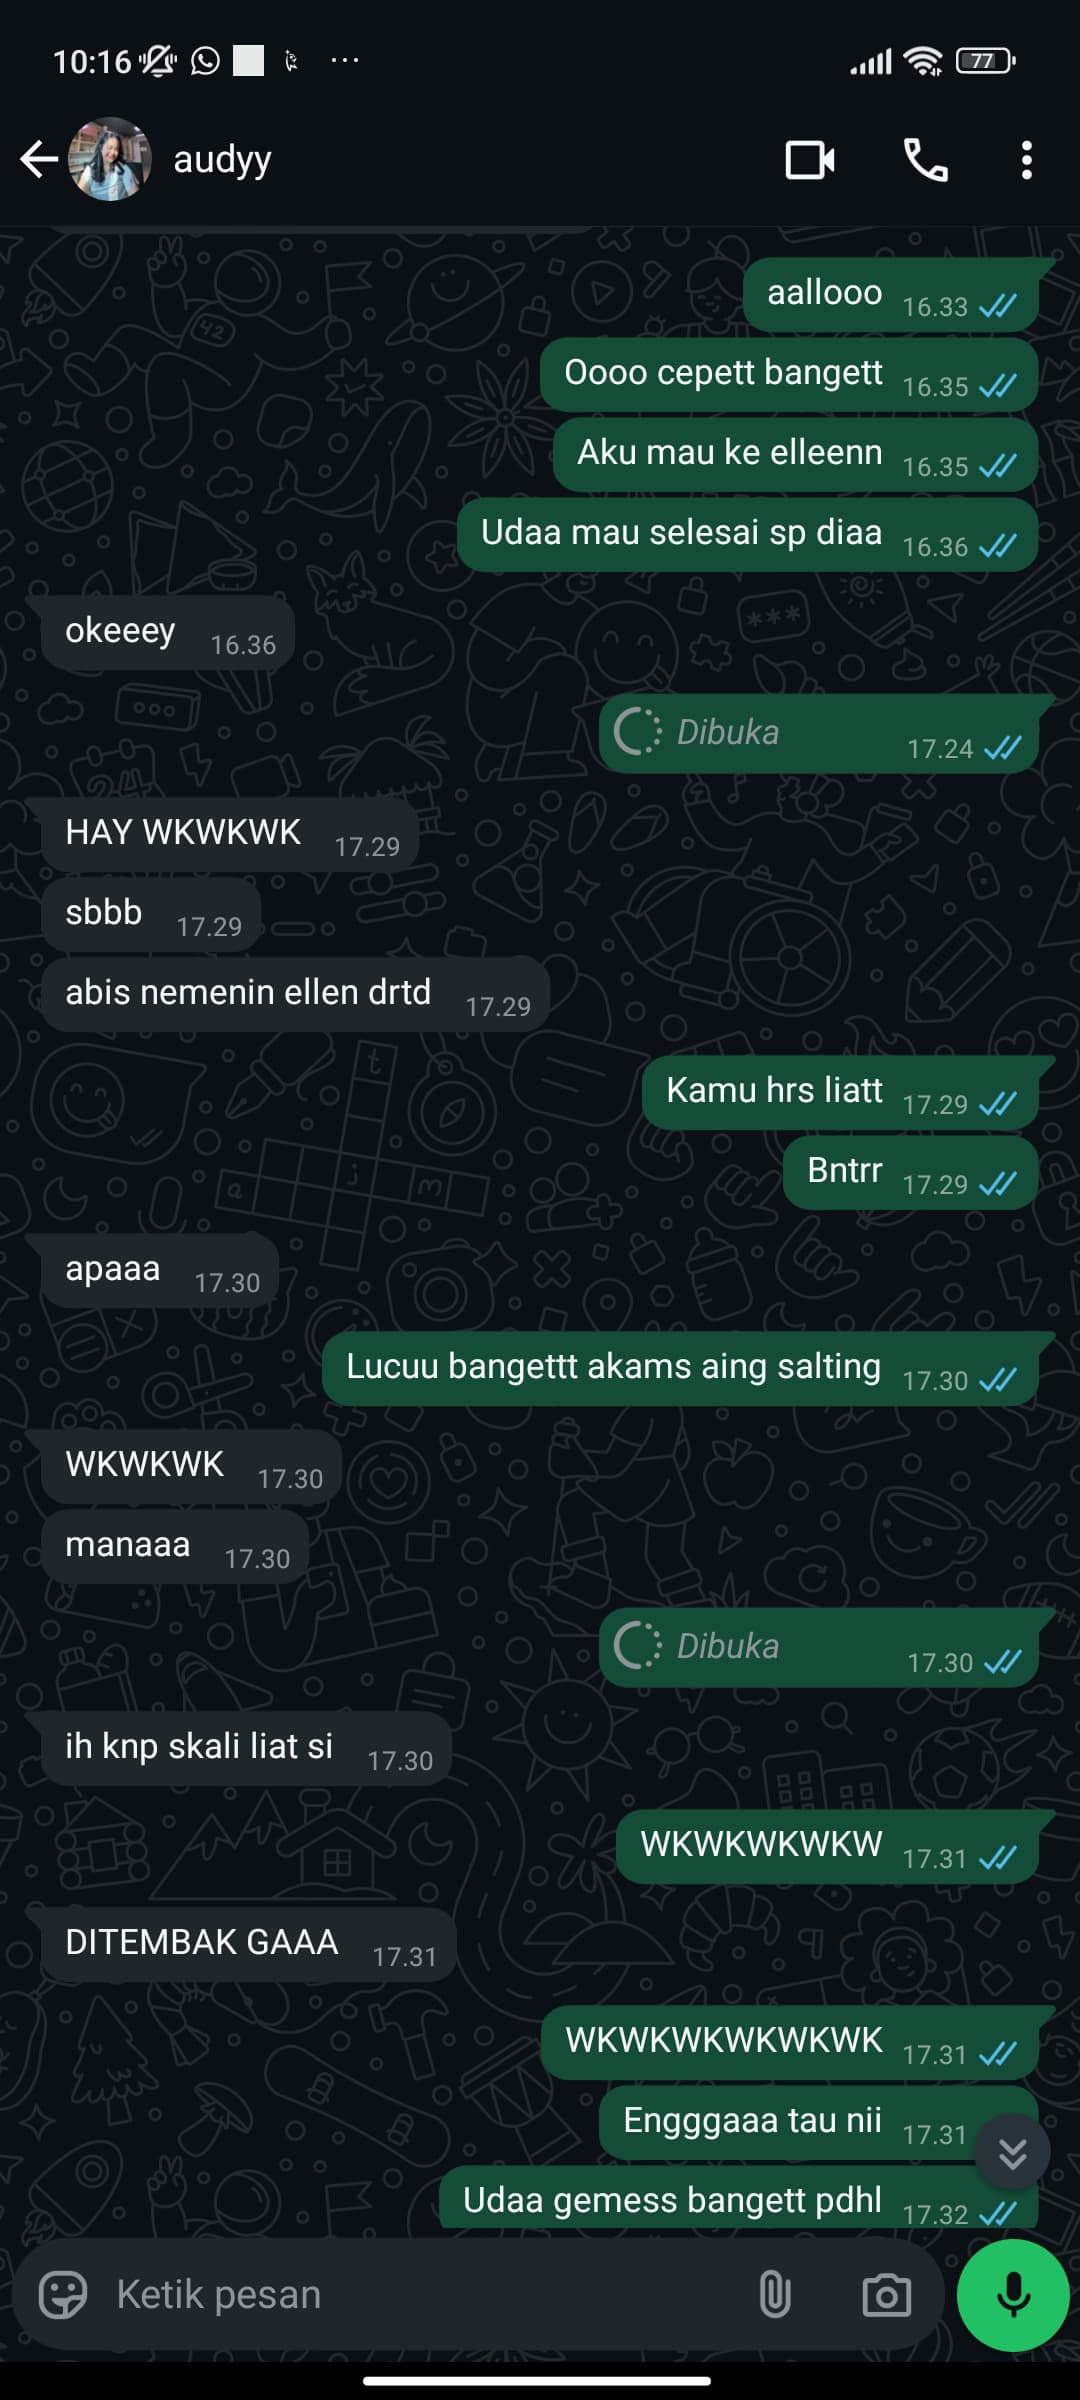 10:16
77
audyy
aallooo 16.33
Oooo cepett bangett 16.35
Aku mau ke elleenn 16.35
Udaa mau selesai sp diaa 16.36
okeeey 16.36
Dibuka 17.24
HAY WKWKWK 17.29
sbbb 17.29
abis nemenin ellen drtd 17.29
Kamu hrs liatt 17.29
Bntrr 17.29
apaaa 17.30
Lucuu bangettt akams aing salting 17.30
WKWKWK 17.30
manaaa 17.30
Dibuka 17.30
ih knp skali liat si 17.30
WKWKWKWKW 17.31
DITEMBAK GAAA 17.31
WKWKWKWKWKWK 17.31
Engggaaa tau nii 17.31
Udaa gemess bangett pdhl 17.32
Ketik pesan